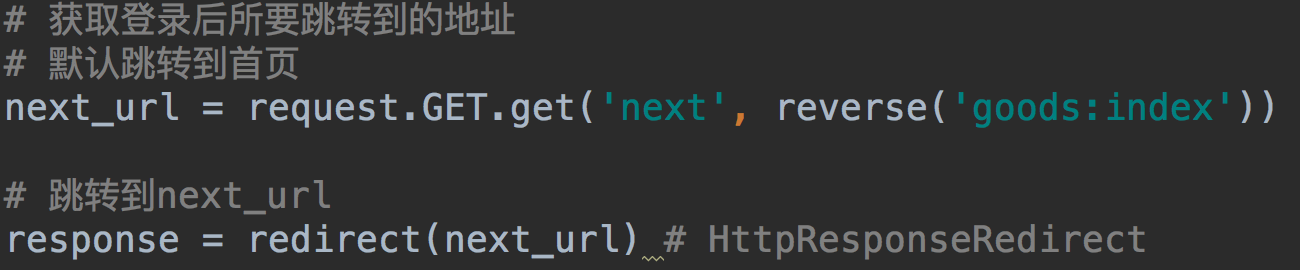 # 获取登录后所要跳转到的地址
# 默认跳转到首页
next_url = request.GET.get('next', reverse('goods:index'))
# 跳转到next_url
response = redirect(next_url) # HttpResponseRedirect